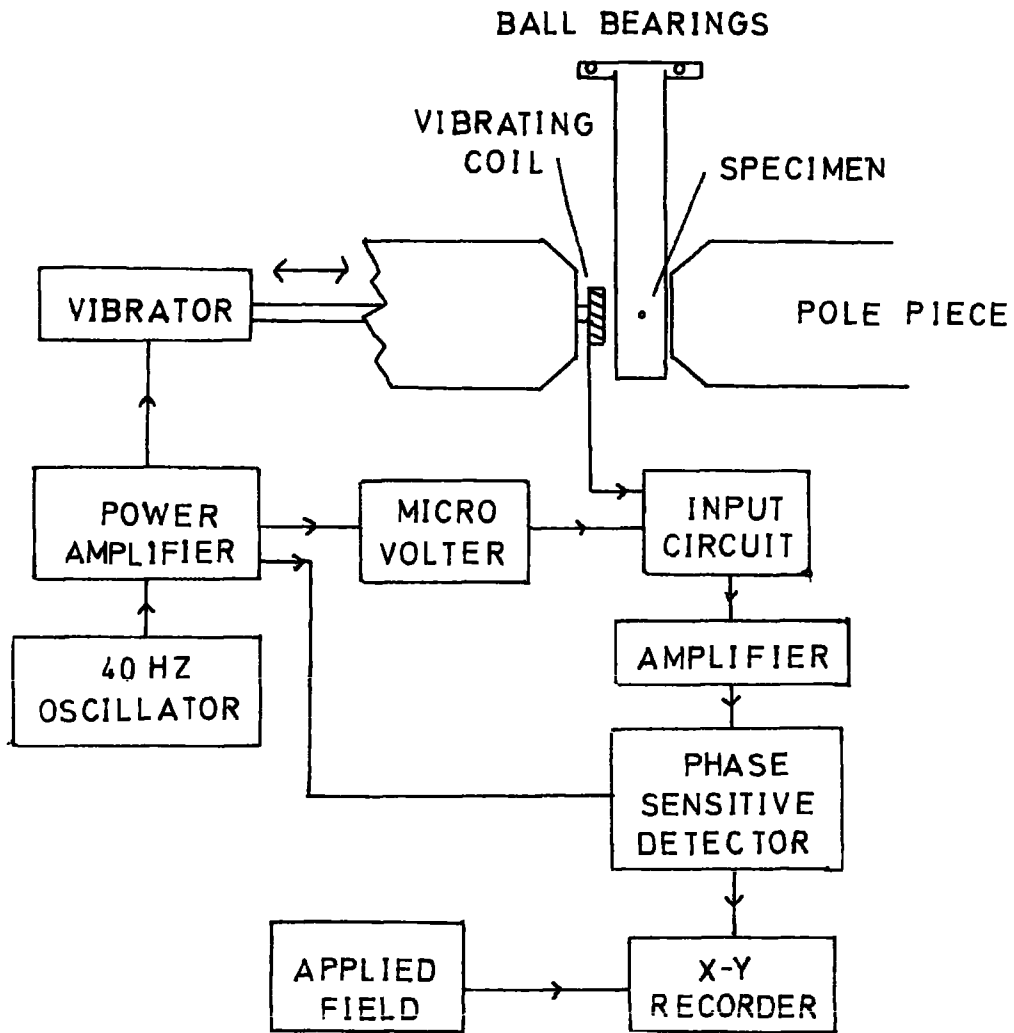 BALL BEARINGS
VIBRATING
COIL
SPECIMEN
VIBRATOR
POLE PIECE
POWER
AMPLIFIER
MICRO
VOLTER
INPUT
CIRCUIT
40 HZ
OSCILLATOR
AMPLIFIER
PHASE
SENSITIVE
DETECTOR
APPLIED
FIELD
X-Y
RECORDER